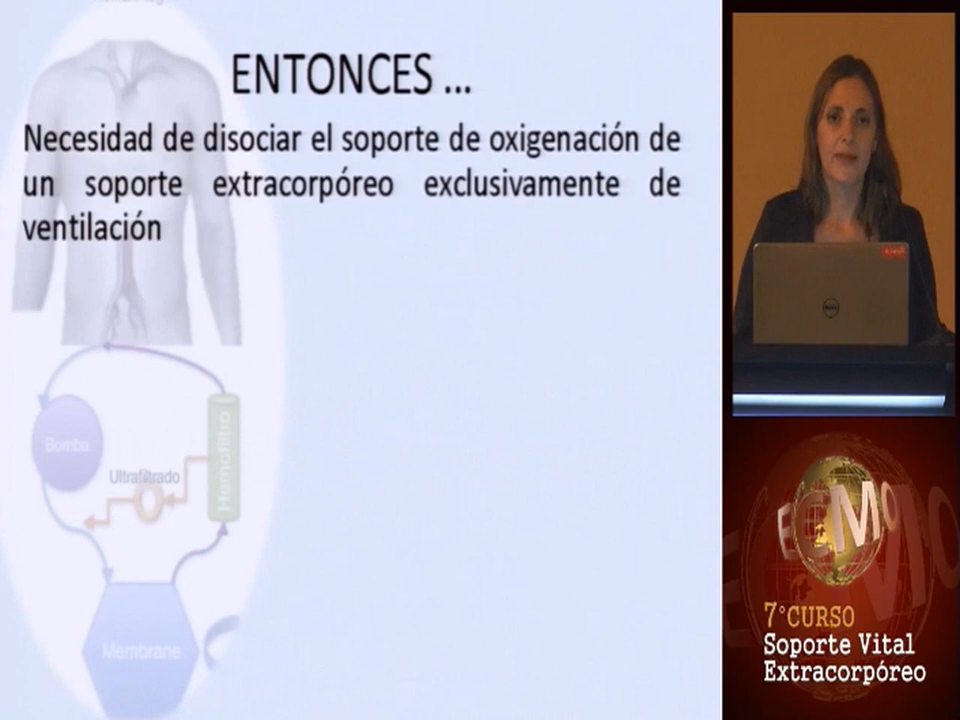 ENTONCES ...
Necesidad de disociar el soporte de oxigenación de
un soporte extracorpóreo exclusivamente de
ventilación
Bomba
Ultrafiltrado
Hemofiltro
Membrane
DELL
ECMO
7°CURSO
Soporte Vital
Extracorpóreo